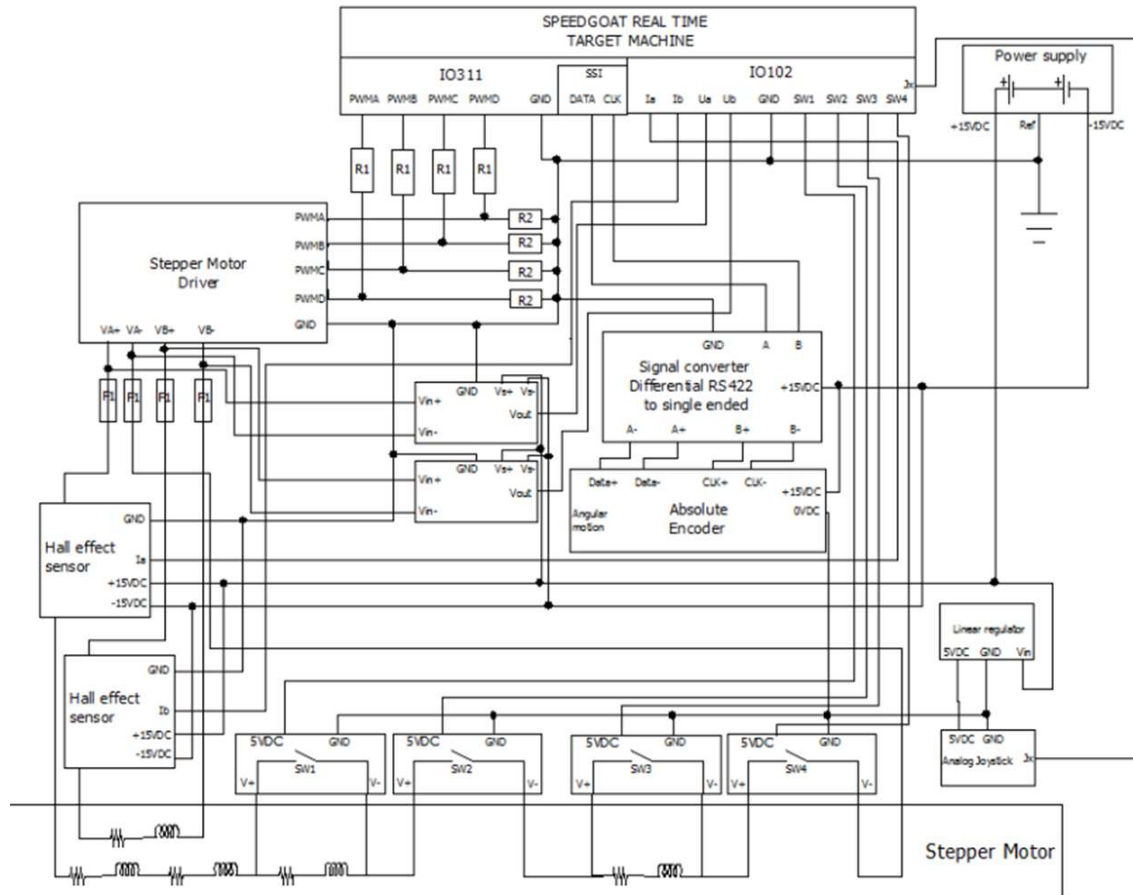 SPEEDGOAT REAL TIME
TARGET MACHINE
IO311
SSI
IO102
Jx
PWMA PWMB PWMC PWMD GND DATA CLK Ia Ib Ua Ub GND SW1 SW2 SW3 SW4
Power supply
+ +
+15VDC Ref -15VDC
R1 R1 R1 R1
PWMA R2
PWMB R2
PWMC R2
PWMD R2
GND
Stepper Motor
Driver
VA+ VA- VB+ VB-
F1 F1 F1 F1
GND Vs+ Vs-
Vin+
Vout
Vin-
GND Vs+ Vs-
Vin+
Vout
Vin-
GND A B
Signal converter
Differential RS422
to single ended
+15VDC
A- A+ B+ B-
Data+ Data- CLK+ CLK-
+15VDC
0VDC
Angular
motion
Absolute
Encoder
GND
Hall effect
sensor
Ia
+15VDC
-15VDC
GND
Hall effect
sensor
Ib
+15VDC
-15VDC
Linear regulator
5VDC GND Vin
5VDC GND
Analog Joystick
Jx
5VDC GND
SW1
V+ V-
5VDC GND
SW2
V+ V-
5VDC GND
SW3
V+ V-
5VDC GND
SW4
V+ V-
Stepper Motor